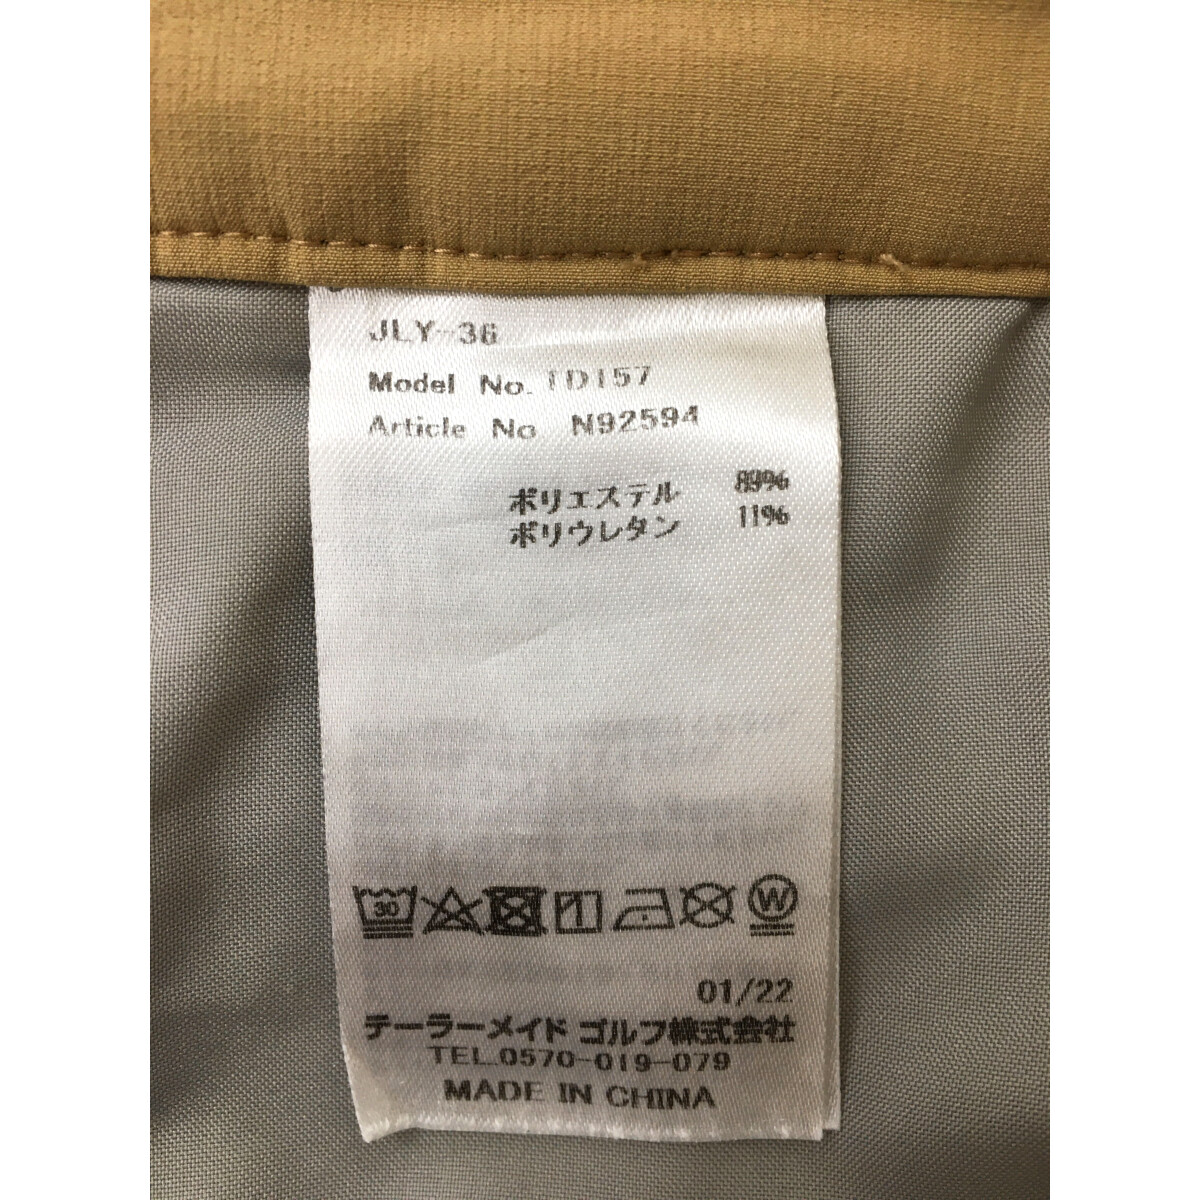 JLY-36
Model No. TD157
Article No N92594
ポリエステル 89%
ポリウレタン 11%
30
W
01/22
テーラーメイド ゴルフ株式会社
TEL.0570-019-079
MADE IN CHINA